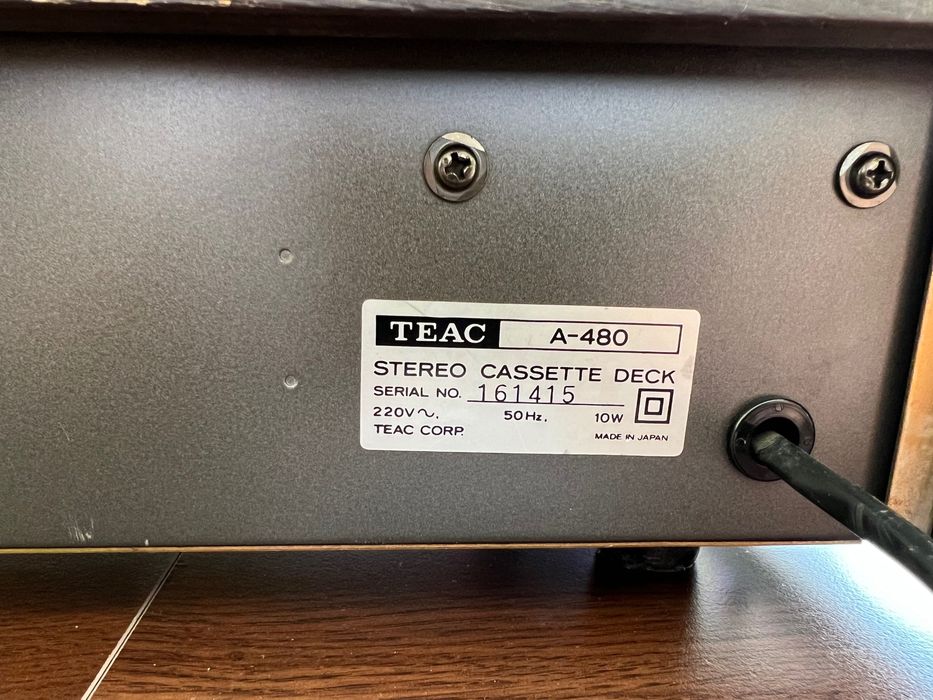 TEAC A-480
STEREO CASSETTE DECK
SERIAL NO. 161415
220V∿. 50Hz. 10W
TEAC CORP. MADE IN JAPAN